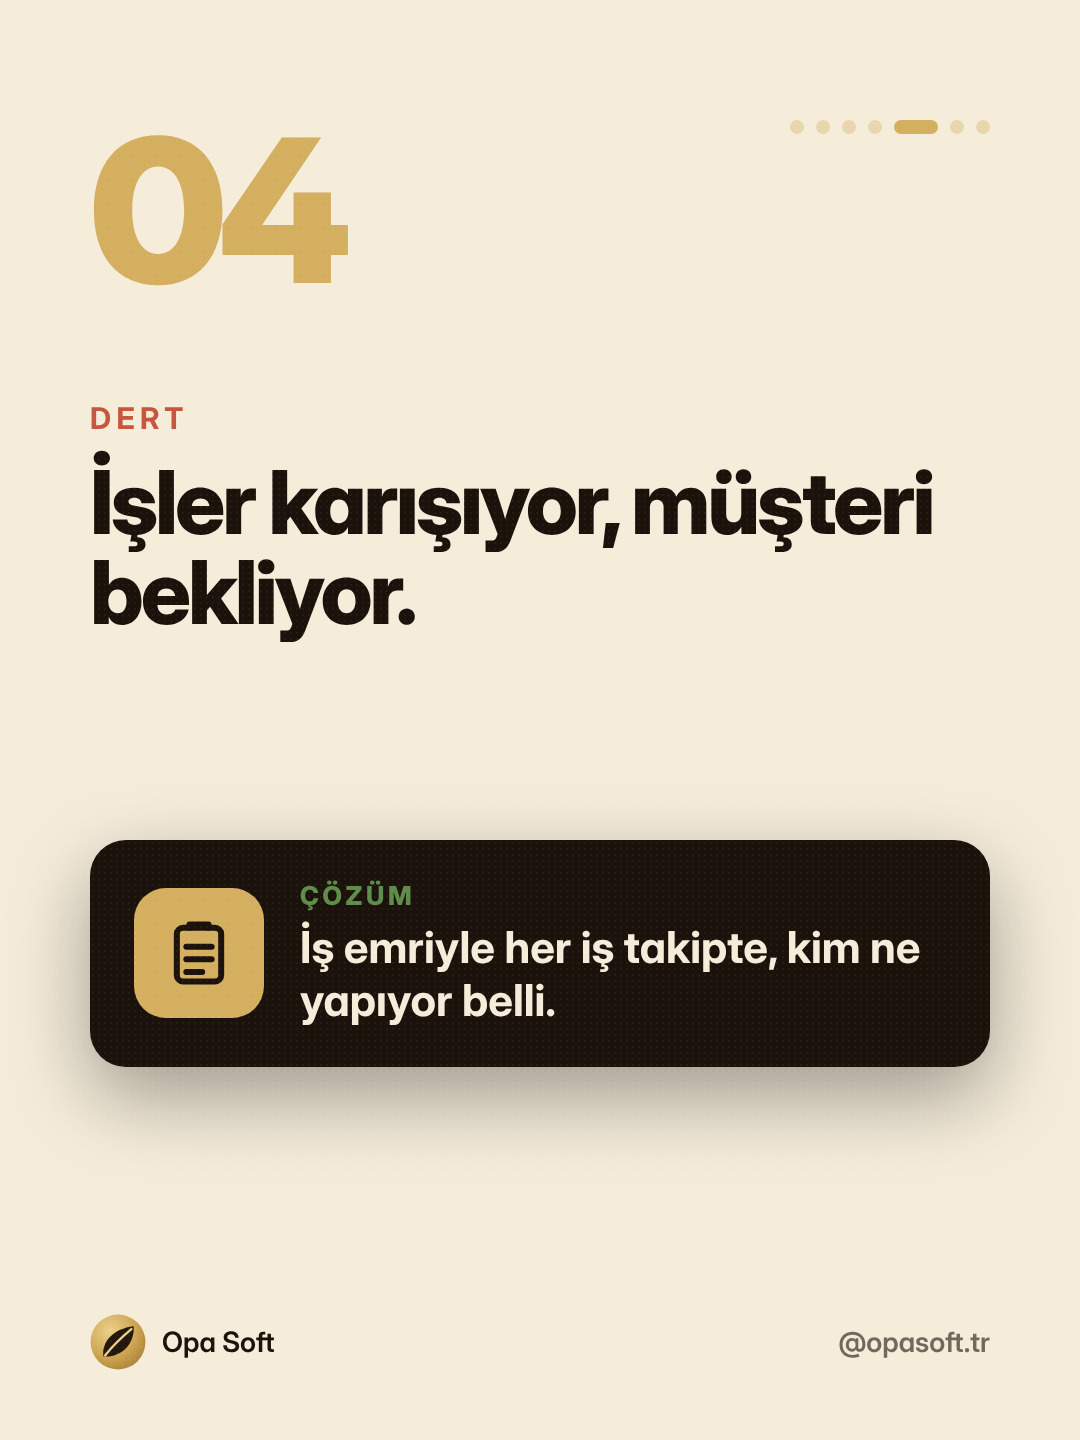 04
DERT
İşler karışıyor, müşteri
bekliyor.
ÇÖZÜM
İş emriyle her iş takipte, kim ne
yapıyor belli.
Opa Soft
@opasoft.tr